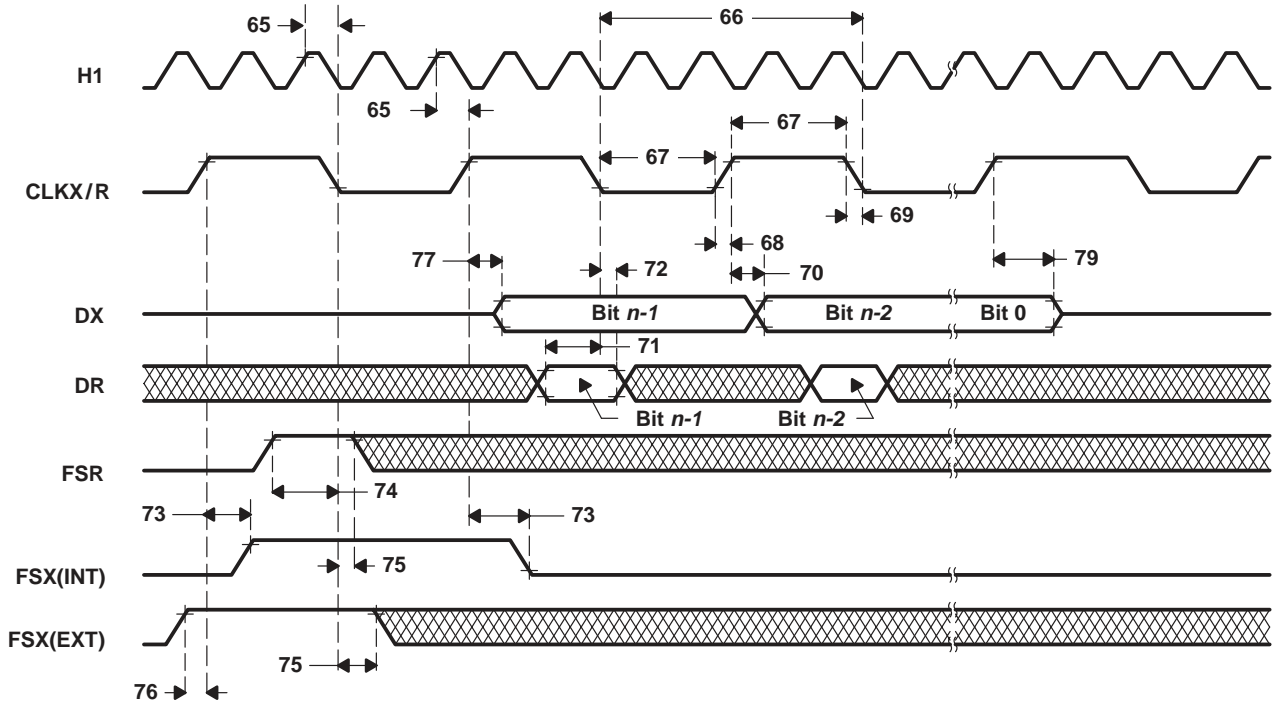 65
66
H1
65
67
67
CLKX/R
69
68
77
72
70
79
DX
Bit n-1
Bit n-2
Bit 0
71
DR
Bit n-1
Bit n-2
FSR
74
73
73
FSX(INT)
75
FSX(EXT)
75
76